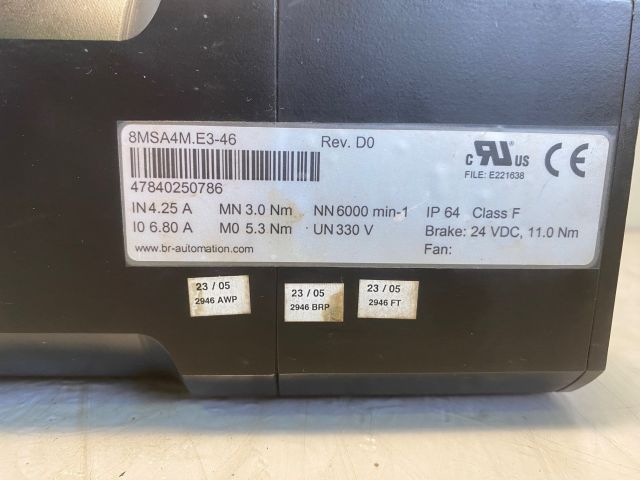 8MSA4M.E3-46 Rev. D0
c RU US CE
FILE: E221638
47840250786
IN 4.25 A MN 3.0 Nm NN 6000 min-1 IP 64 Class F
I0 6.80 A M0 5.3 Nm UN 330 V Brake: 24 VDC, 11.0 Nm
www.br-automation.com Fan:
23 / 05
2946 AWP
23 / 05
2946 BRP
23 / 05
2946 FT